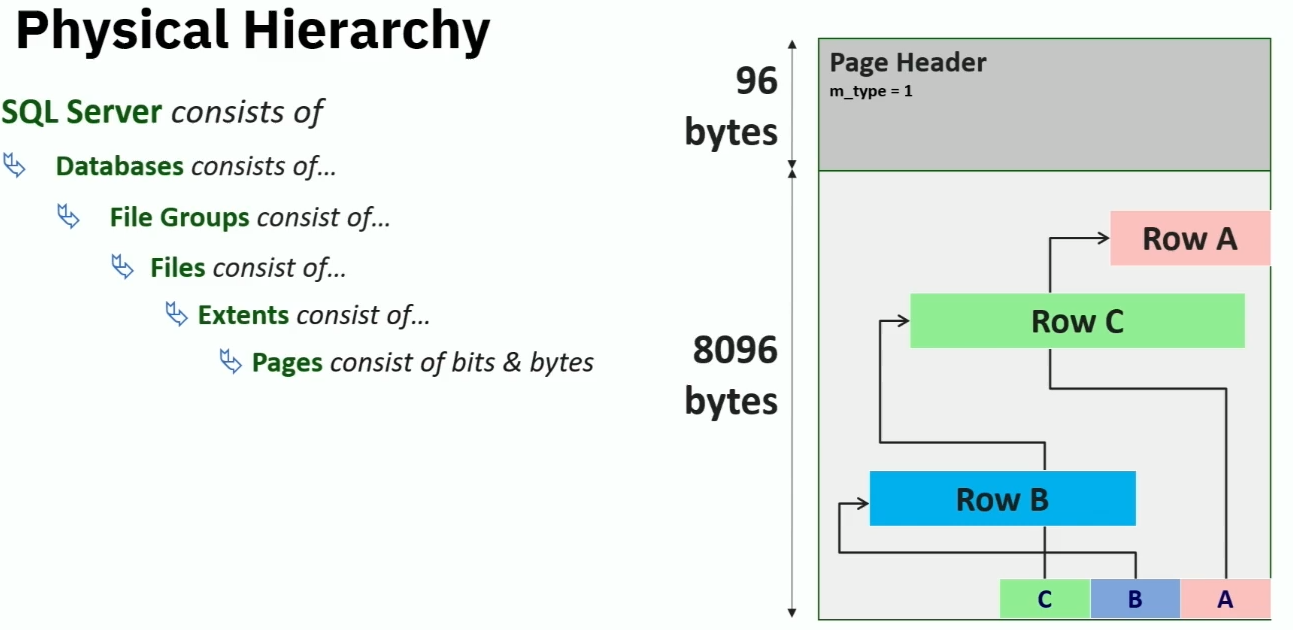 Physical Hierarchy
SQL Server consists of
Databases consists of...
File Groups consist of...
Files consist of...
Extents consist of...
Pages consist of bits & bytes
96
bytes
Page Header
m_type = 1
8096
bytes
Row A
Row C
Row B
C B A